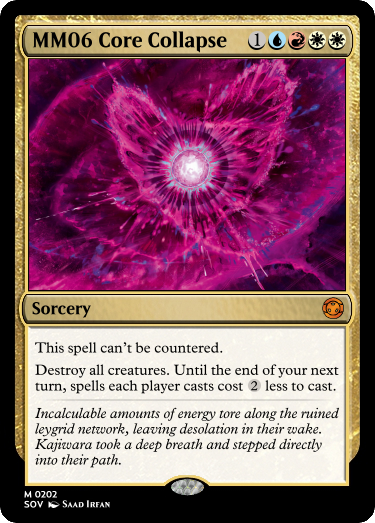 MM06 Core Collapse 1
Sorcery
This spell can't be countered.
Destroy all creatures. Until the end of your next
turn, spells each player casts cost 2 less to cast.
Incalculable amounts of energy tore along the ruined
leygrid network, leaving desolation in their wake.
Kajiwara took a deep breath and stepped directly
into their path.
M 0202
SOV Saad Irfan